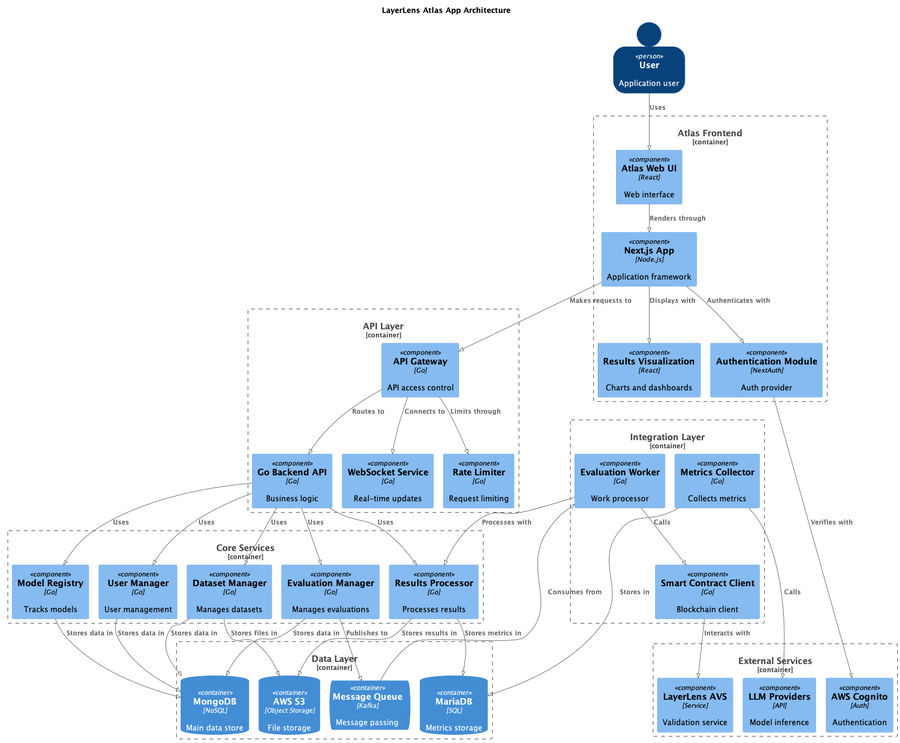 LayerLens Atlas App Architecture
«person»
User
Application user
Uses
Atlas Frontend
[container]
«component»
Atlas Web UI
[React]
Web interface
Renders through
«component»
Next.js App
[Node.js]
Application framework
Makes requests to
Displays with
Authenticates with
API Layer
[container]
«component»
API Gateway
[Go]
API access control
«component»
Results Visualization
[React]
Charts and dashboards
«component»
Authentication Module
[NextAuth]
Auth provider
Routes to
Connects to
Limits through
Integration Layer
[container]
«component»
Go Backend API
[Go]
Business logic
«component»
WebSocket Service
[Go]
Real-time updates
«component»
Rate Limiter
[Go]
Request limiting
«component»
Evaluation Worker
[Go]
Work processor
«component»
Metrics Collector
[Go]
Collects metrics
Uses
Uses
Uses
Uses
Uses
Processes with
Calls
Verifies with
Core Services
[container]
«component»
Model Registry
[Go]
Tracks models
«component»
User Manager
[Go]
User management
«component»
Dataset Manager
[Go]
Manages datasets
«component»
Evaluation Manager
[Go]
Manages evaluations
«component»
Results Processor
[Go]
Processes results
Consumes from
Stored in
«component»
Smart Contract Client
[Go]
Blockchain client
Calls
Stores data in
Stores data in
Stores data in
Stores files in
Stores data in
Publishes to
Stores results in
Stores metrics in
Interacts with
Data Layer
[container]
External Services
[container]
«container»
MongoDB
[NoSQL]
Main data store
«container»
AWS S3
[Object Storage]
File storage
«container»
Message Queue
[Kafka]
Message passing
«container»
MariaDB
[SQL]
Metrics storage
«component»
LayerLens AVS
[Service]
Validation service
«component»
LLM Providers
[API]
Model inference
«component»
AWS Cognito
[Auth]
Authentication